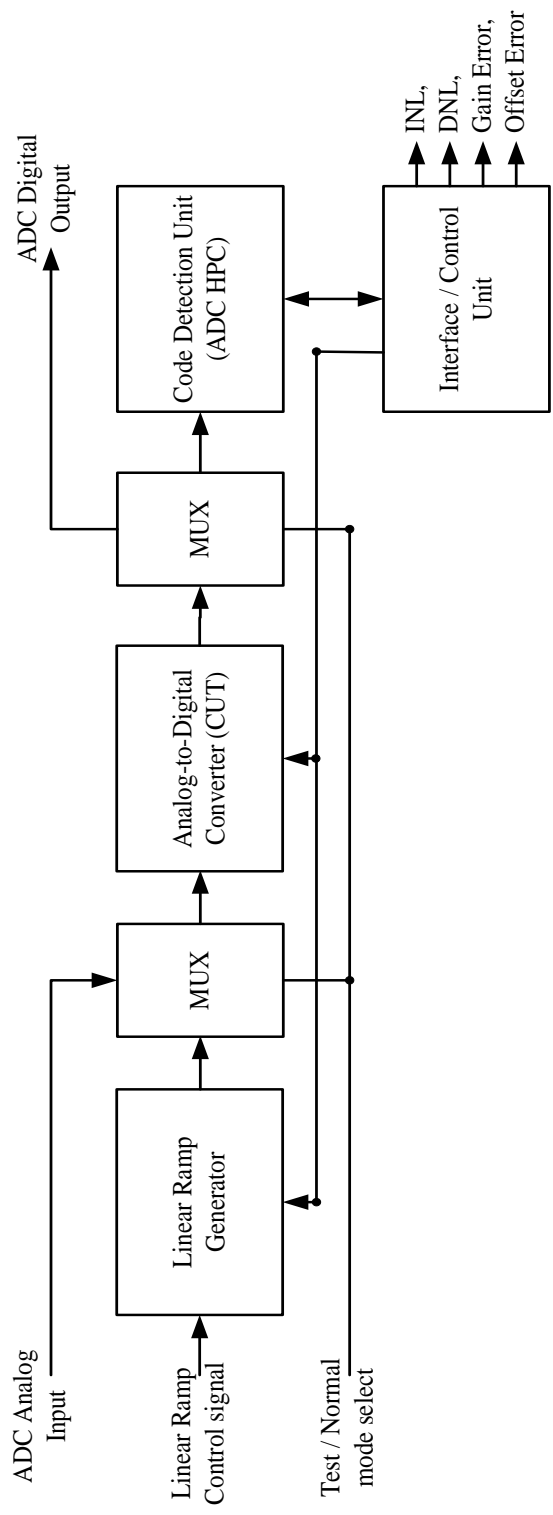 ADC Analog
Input
ADC Digital
Output
Linear Ramp
Control signal
Linear Ramp
Generator
MUX
Analog-to-Digital
Converter (CUT)
MUX
Code Detection Unit
(ADC HPC)
Test / Normal
mode select
Interface / Control
Unit
INL,
DNL,
Gain Error,
Offset Error